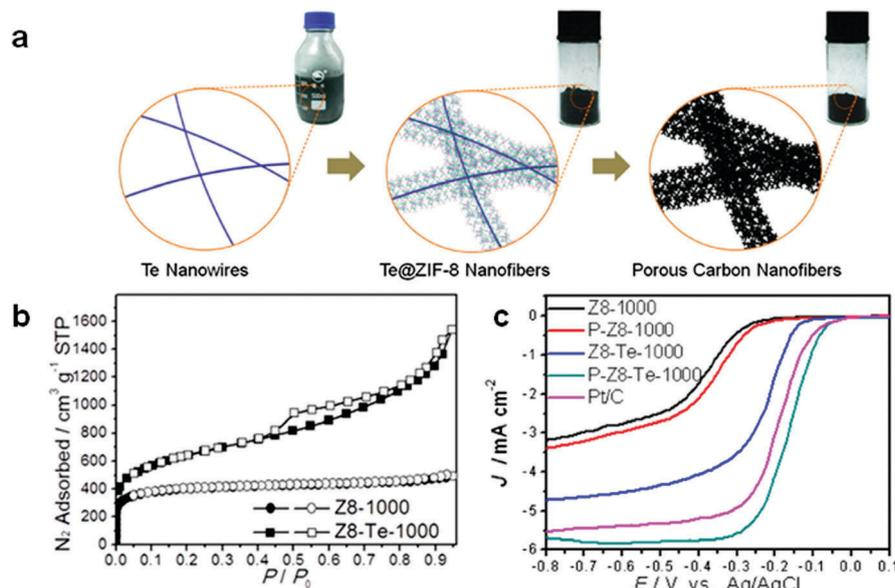 a
Te Nanowires
Te@ZIF-8 Nanofibers
Porous Carbon Nanofibers
b
N₂ Adsorbed / cm³ g⁻¹ STP
1600
1400
1200
1000
800
600
400
200
0
Z8-1000
Z8-Te-1000
0.0 0.1 0.2 0.3 0.4 0.5 0.6 0.7 0.8 0.9
P / P₀
c
J / mA cm⁻²
0
-1
-2
-3
-4
-5
-6
Z8-1000
P-Z8-1000
Z8-Te-1000
P-Z8-Te-1000
Pt/C
-0.8 -0.7 -0.6 -0.5 -0.4 -0.3 -0.2 -0.1 0.0
E / V vs. Ag/AgCl